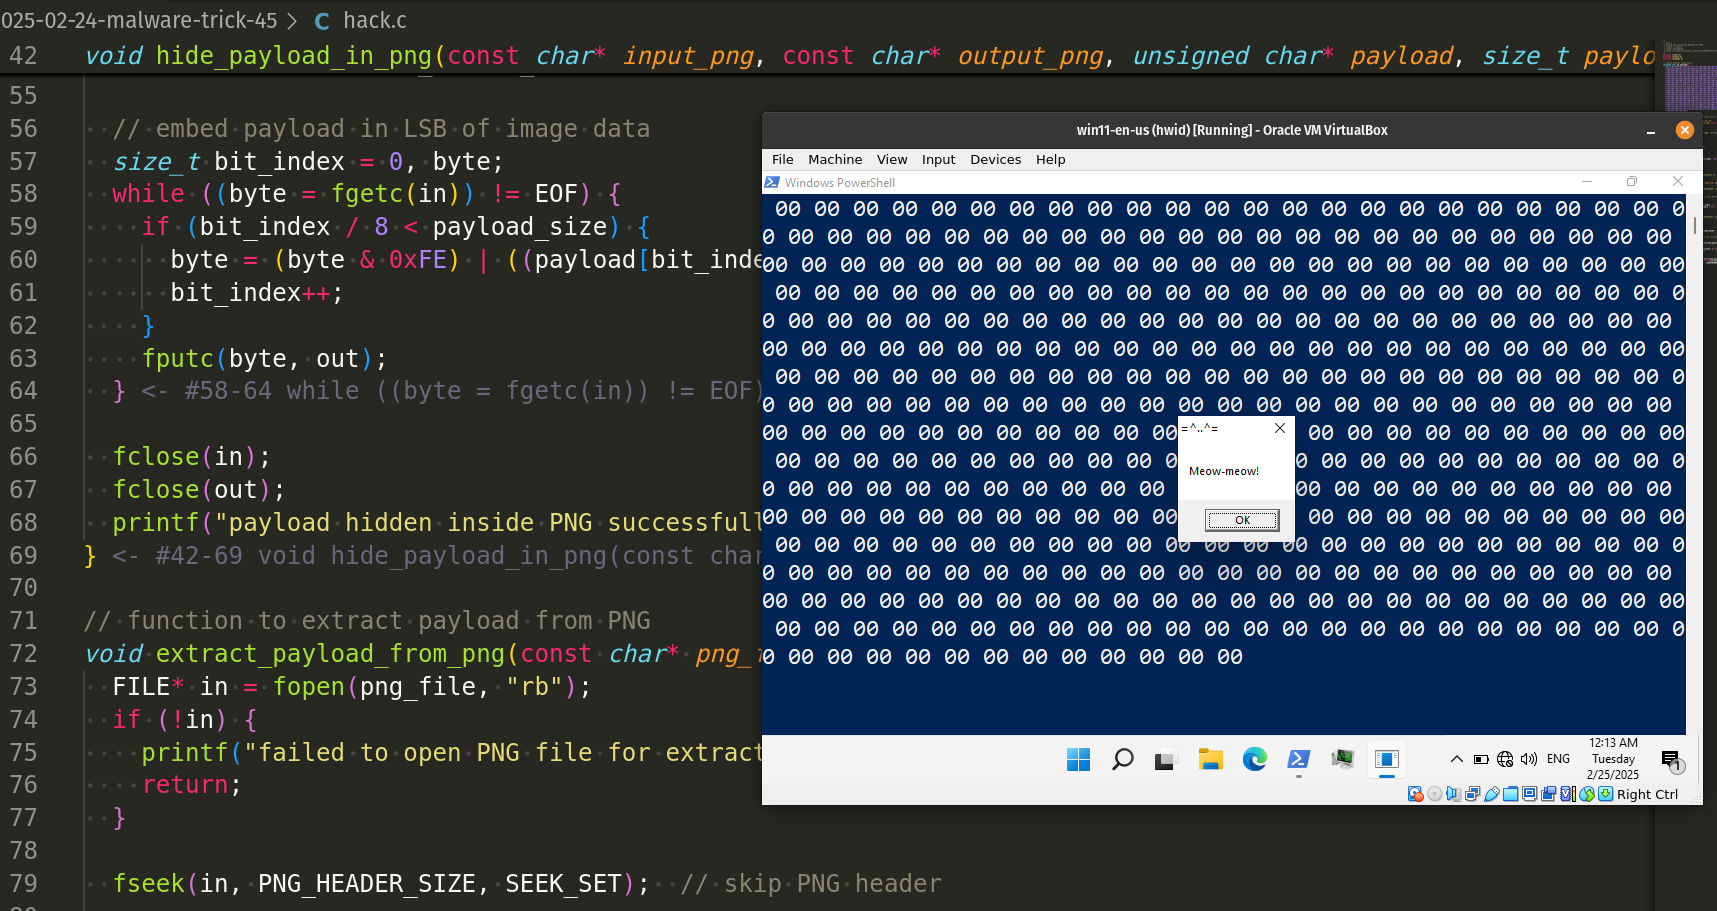 025-02-24-malware-trick-45 > C hack.c
42 void hide_payload_in_png(const char* input_png, const char* output_png, unsigned char* payload, size_t paylo
55
56 // embed payload in LSB of image data
57 size_t bit_index = 0, byte;
58 while ((byte = fgetc(in)) != EOF) {
59 if (bit_index / 8 < payload_size) {
60 byte = (byte & 0xFE) | ((payload[bit_inde
61 bit_index++;
62 }
63 fputc(byte, out);
64 } <- #58-64 while ((byte = fgetc(in)) != EOF)
65
66 fclose(in);
67 fclose(out);
68 printf("payload hidden inside PNG successfull
69 } <- #42-69 void hide_payload_in_png(const char
70
71 // function to extract payload from PNG
72 void extract_payload_from_png(const char* png_
73 FILE* in = fopen(png_file, "rb");
74 if (!in) {
75 printf("failed to open PNG file for extract
76 return;
77 }
78
79 fseek(in, PNG_HEADER_SIZE, SEEK_SET); // skip PNG header
win11-en-us (hwid) [Running] - Oracle VM VirtualBox
File Machine View Input Devices Help
Windows PowerShell
00 00 00 00 00 00 00 00 00 00 00 00 00 00 00 00 00 00 00 00 00 00 00 0
0 00 00 00 00 00 00 00 00 00 00 00 00 00 00 00 00 00 00 00 00 00 00 00
00 00 00 00 00 00 00 00 00 00 00 00 00 00 00 00 00 00 00 00 00 00 00 00
00 00 00 00 00 00 00 00 00 00 00 00 00 00 00 00 00 00 00 00 00 00 00 0
0 00 00 00 00 00 00 00 00 00 00 00 00 00 00 00 00 00 00 00 00 00 00 00
00 00 00 00 00 00 00 00 00 00 00 00 00 00 00 00 00 00 00 00 00 00 00 00
00 00 00 00 00 00 00 00 00 00 00 00 00 00 00 00 00 00 00 00 00 00 00 0
0 00 00 00 00 00 00 00 00 00 00 00 00 00 00 00 00 00 00 00 00 00 00 00
00 00 00 00 00 00 00 00 00 00 00 00 00 00 00 00 00 00 00 00 0
00 00 00 00 00 00 00 00 00 00 0 00 00 00 00 00 00 00 00 00 0
0 00 00 00 00 00 00 00 00 00 00 00 00 00 00 00 00 00 00 00 00
00 00 00 00 00 00 00 00 00 00 00 00 00 00 00 00 00 00 00 00 00
00 00 00 00 00 00 00 00 00 00 00 00 00 00 00 00 00 00 00 00 00 00 00 0
0 00 00 00 00 00 00 00 00 00 00 00 00 00 00 00 00 00 00 00 00 00 00 00
00 00 00 00 00 00 00 00 00 00 00 00 00 00 00 00 00 00 00 00 00 00 00 00
00 00 00 00 00 00 00 00 00 00 00 00 00 00 00 00 00 00 00 00 00 00 00 0
0 00 00 00 00 00 00 00 00 00 00 00 00
=^..^=
Meow-meow!
OK
ENG
12:13 AM
Tuesday
2/25/2025
1
Right Ctrl